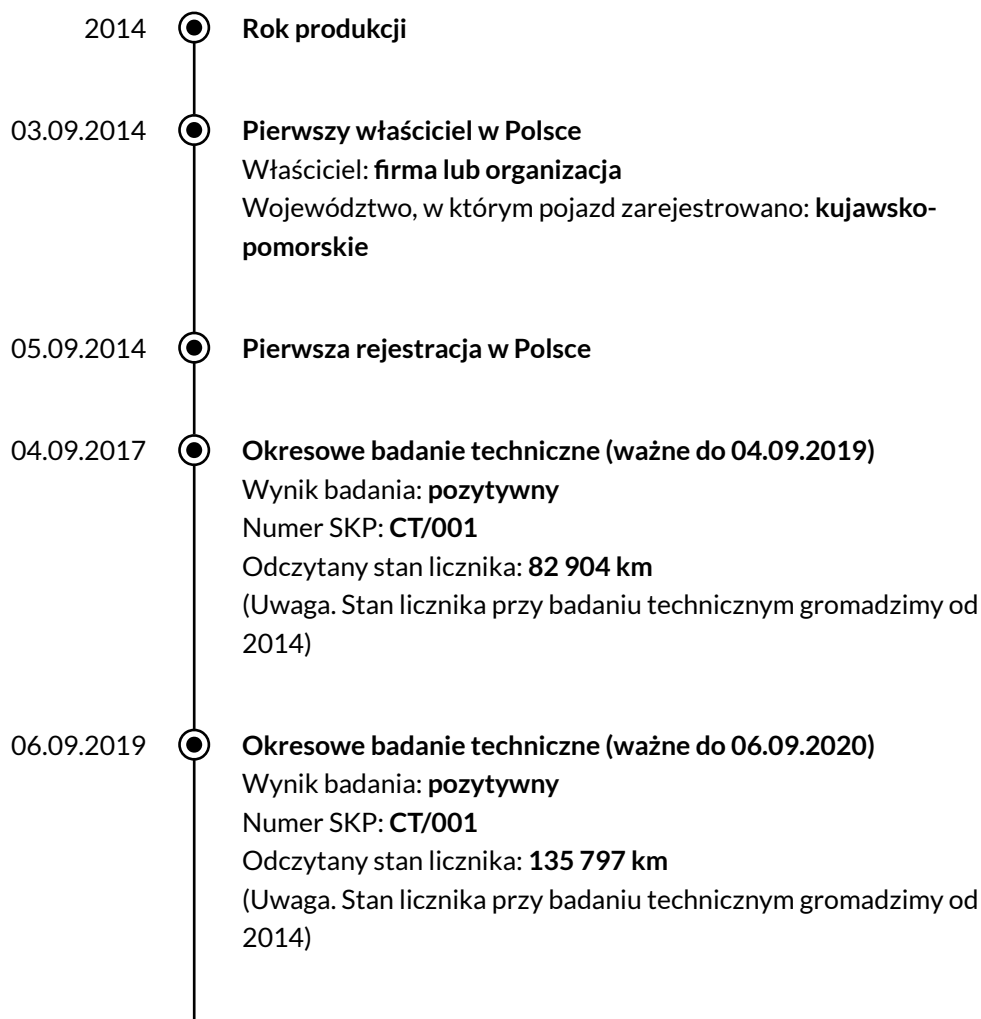 2014 Rok produkcji
03.09.2014 Pierwszy właściciel w Polsce
Właściciel: firma lub organizacja
Województwo, w którym pojazd zarejestrowano: kujawsko-
pomorskie
05.09.2014 Pierwsza rejestracja w Polsce
04.09.2017 Okresowe badanie techniczne (ważne do 04.09.2019)
Wynik badania: pozytywny
Numer SKP: CT/001
Odczytany stan licznika: 82 904 km
(Uwaga. Stan licznika przy badaniu technicznym gromadzimy od
2014)
06.09.2019 Okresowe badanie techniczne (ważne do 06.09.2020)
Wynik badania: pozytywny
Numer SKP: CT/001
Odczytany stan licznika: 135 797 km
(Uwaga. Stan licznika przy badaniu technicznym gromadzimy od
2014)